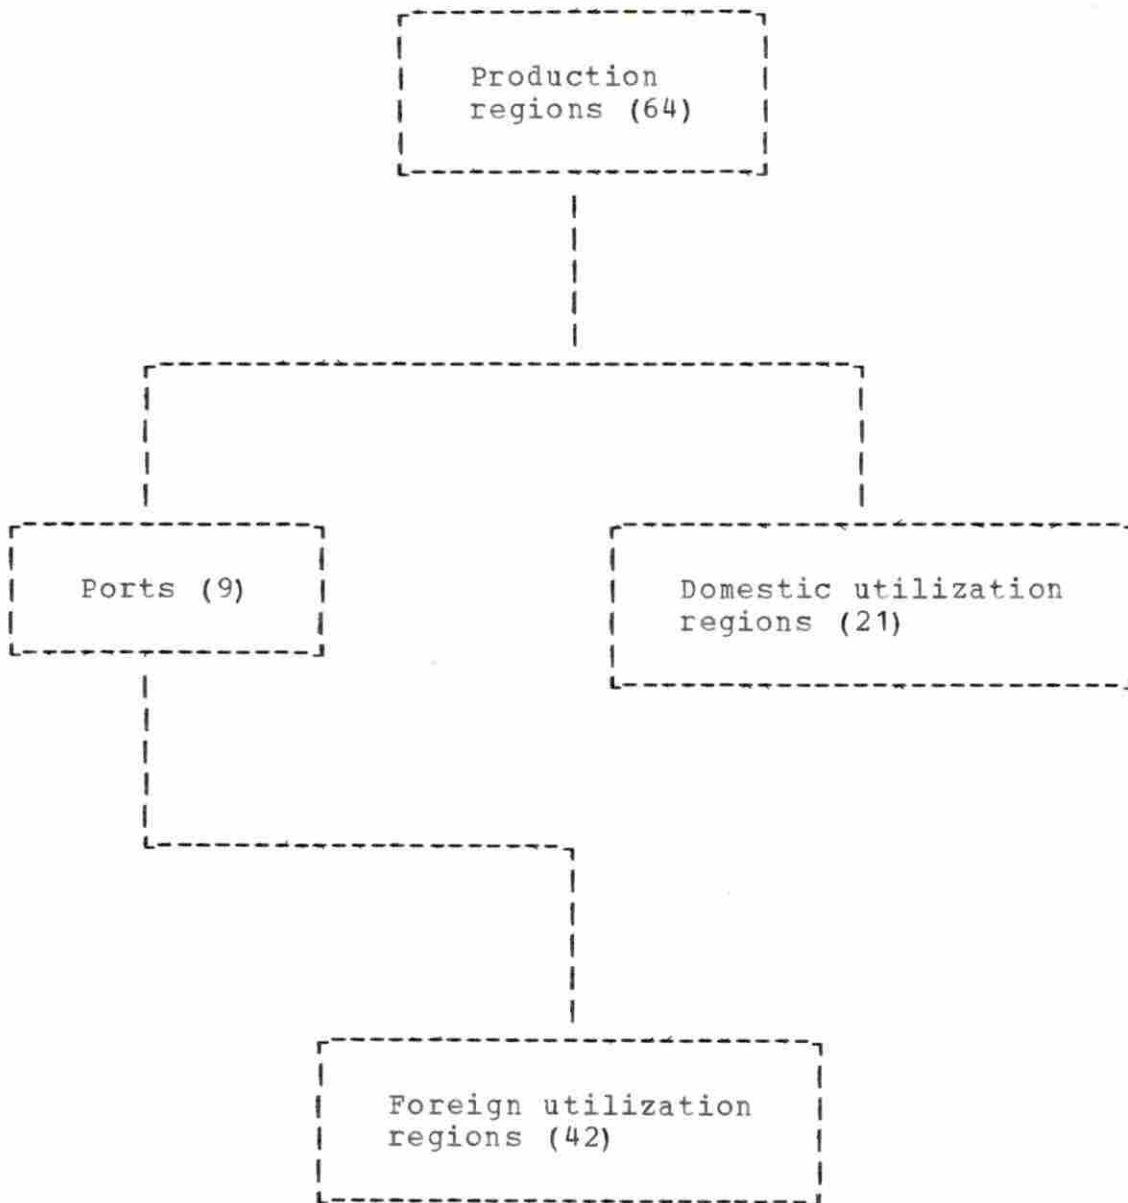 Production
regions (64)
Ports (9)
Domestic utilization
regions (21)
Foreign utilization
regions (42)